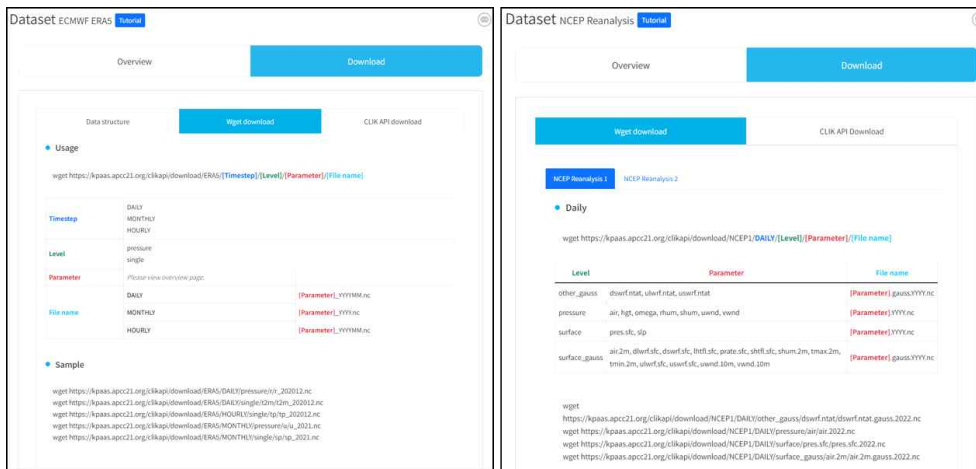 Dataset ECMWF ERA5 Tutorial
Overview
Download
Data structure
Wget download
CLIK API download
Usage
wget https://kpaas.apcc21.org/clikapi/download/ERA5/[Timestep]/[Level]/[Parameter]/[File name]
Timestep
DAILY
MONTHLY
HOURLY
Level
pressure
single
Parameter
Please view overview page.
File name
DAILY [Parameter]_YYYYMM.nc
MONTHLY [Parameter]_YYYY.nc
HOURLY [Parameter]_YYYYMM.nc
Sample
wget https://kpaas.apcc21.org/clikapi/download/ERA5/DAILY/pressure/r/r_202012.nc
wget https://kpaas.apcc21.org/clikapi/download/ERA5/DAILY/single/t2m/t2m_202012.nc
wget https://kpaas.apcc21.org/clikapi/download/ERA5/HOURLY/single/tp/tp_202012.nc
wget https://kpaas.apcc21.org/clikapi/download/ERA5/MONTHLY/pressure/u/u_2021.nc
wget https://kpaas.apcc21.org/clikapi/download/ERA5/MONTHLY/single/sp/sp_2021.nc
Dataset NCEP Reanalysis Tutorial
Overview
Download
Wget download
CLIK API Download
NCEP Reanalysis 1
NCEP Reanalysis 2
Daily
wget https://kpaas.apcc21.org/clikapi/download/NCEP1/DAILY/[Level]/[Parameter]/[File name]
Level Parameter File name
other_gauss dswrf.ntat, ulwrf.ntat, uswrf.ntat [Parameter].gauss.YYYY.nc
pressure air, hgt, omega, rhum, shum, uwnd, vwnd [Parameter].YYYY.nc
surface pres.sfc, slp [Parameter].YYYY.nc
surface_gauss air.2m, dlwrf.sfc, dswrf.sfc, lhtfl.sfc, prate.sfc, shtfl.sfc, shum.2m, tmax.2m, [Parameter].gauss.YYYY.nc
tmin.2m, ulwrf.sfc, uswrf.sfc, uwnd.10m, vwnd.10m
wget
https://kpaas.apcc21.org/clikapi/download/NCEP1/DAILY/other_gauss/dswrf.ntat/dswrf.ntat.gauss.2022.nc
wget https://kpaas.apcc21.org/clikapi/download/NCEP1/DAILY/pressure/air/air.2022.nc
wget https://kpaas.apcc21.org/clikapi/download/NCEP1/DAILY/surface/pres.sfc/pres.sfc.2022.nc
wget https://kpaas.apcc21.org/clikapi/download/NCEP1/DAILY/surface_gauss/air.2m/air.2m.gauss.2022.nc